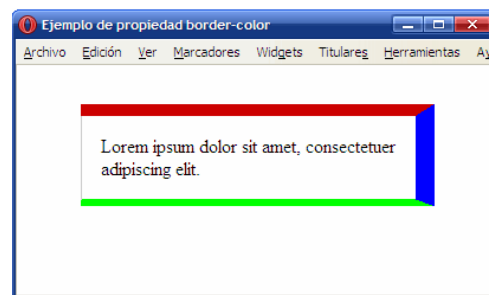 Ejemplo de propiedad border-color
Archivo Edición Ver Marcadores Widgets Titulares Herramientas Ay
Lorem ipsum dolor sit amet, consectetuer
adipiscing elit.